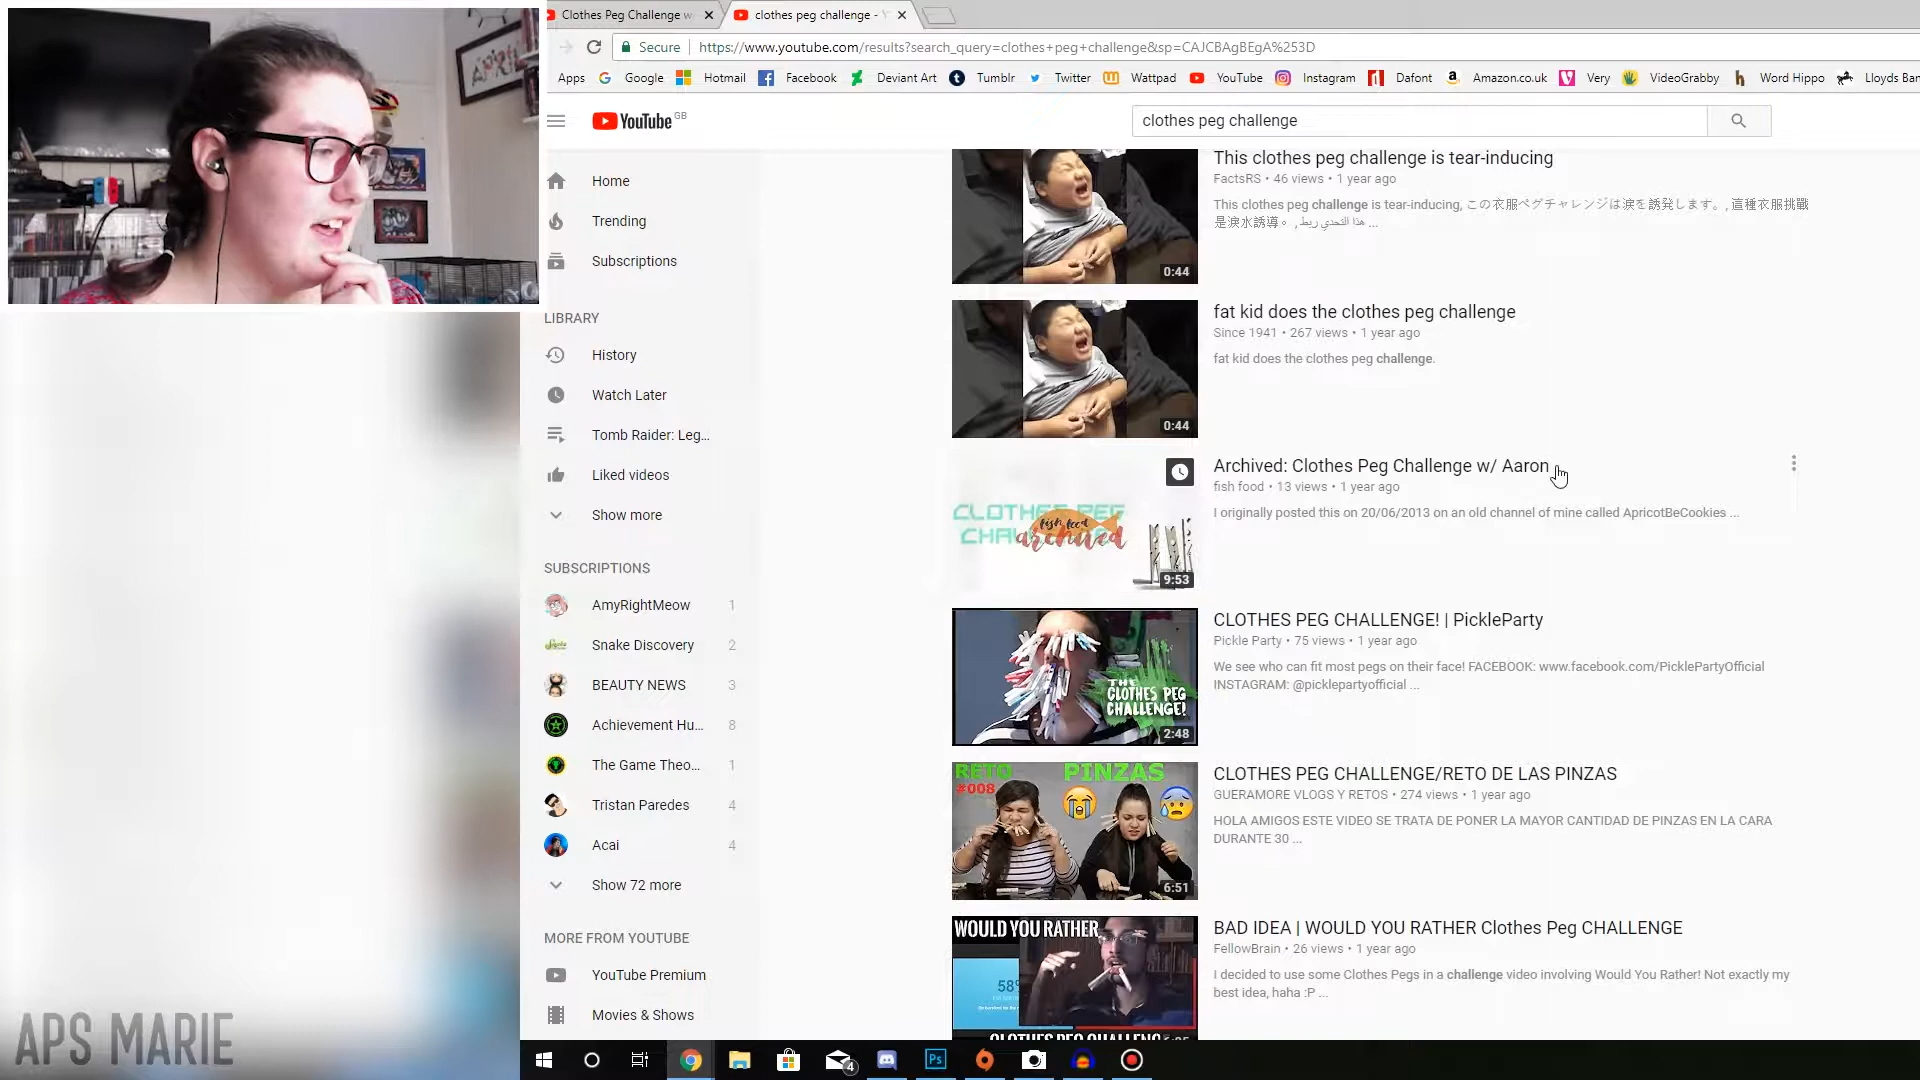 Clothes Peg Challenge w
clothes peg challenge -
Secure
https://www.youtube.com/results?search_query=clothes+peg+challenge&sp=CAJCBAgBEgA%253D
Apps
Google
Hotmail
Facebook
Deviant Art
Tumblr
Twitter
Wattpad
YouTube
Instagram
Dafont
Amazon.co.uk
Very
VideoGrabby
Word Hippo
Lloyds Ban
YouTube GB
clothes peg challenge
Home
Trending
Subscriptions
LIBRARY
History
Watch Later
Tomb Raider: Leg...
Liked videos
Show more
SUBSCRIPTIONS
AmyRightMeow 1
Snake Discovery 2
BEAUTY NEWS 3
Achievement Hu... 8
The Game Theo... 1
Tristan Paredes 4
Acai 4
Show 72 more
MORE FROM YOUTUBE
YouTube Premium
Movies & Shows
This clothes peg challenge is tear-inducing
FactsRS • 46 views • 1 year ago
This clothes peg challenge is tear-inducing, この衣服ペグチャレンジは涙を誘発します。, 這種衣服挑戰
是淚水誘導。, هذا التحدي ربط ...
0:44
fat kid does the clothes peg challenge
Since 1941 • 267 views • 1 year ago
fat kid does the clothes peg challenge.
0:44
Archived: Clothes Peg Challenge w/ Aaron
fish food • 13 views • 1 year ago
I originally posted this on 20/06/2013 on an old channel of mine called ApricotBeCookies ...
CLOTHES PEG
fish food
archived
9:53
CLOTHES PEG CHALLENGE! | PickleParty
Pickle Party • 75 views • 1 year ago
We see who can fit most pegs on their face! FACEBOOK: www.facebook.com/PicklePartyOfficial
INSTAGRAM: @picklepartyofficial ...
THE
CLOTHES PEG
CHALLENGE!
2:48
CLOTHES PEG CHALLENGE/RETO DE LAS PINZAS
GUERAMORE VLOGS Y RETOS • 274 views • 1 year ago
HOLA AMIGOS ESTE VIDEO SE TRATA DE PONER LA MAYOR CANTIDAD DE PINZAS EN LA CARA
DURANTE 30 ...
RETO PINZAS
#008
6:51
BAD IDEA | WOULD YOU RATHER Clothes Peg CHALLENGE
FellowBrain • 26 views • 1 year ago
I decided to use some Clothes Pegs in a challenge video involving Would You Rather! Not exactly my
best idea, haha :P ...
WOULD YOU RATHER
58%
CLOTHES PEG CHALLENG
APS MARIE
Ps
4